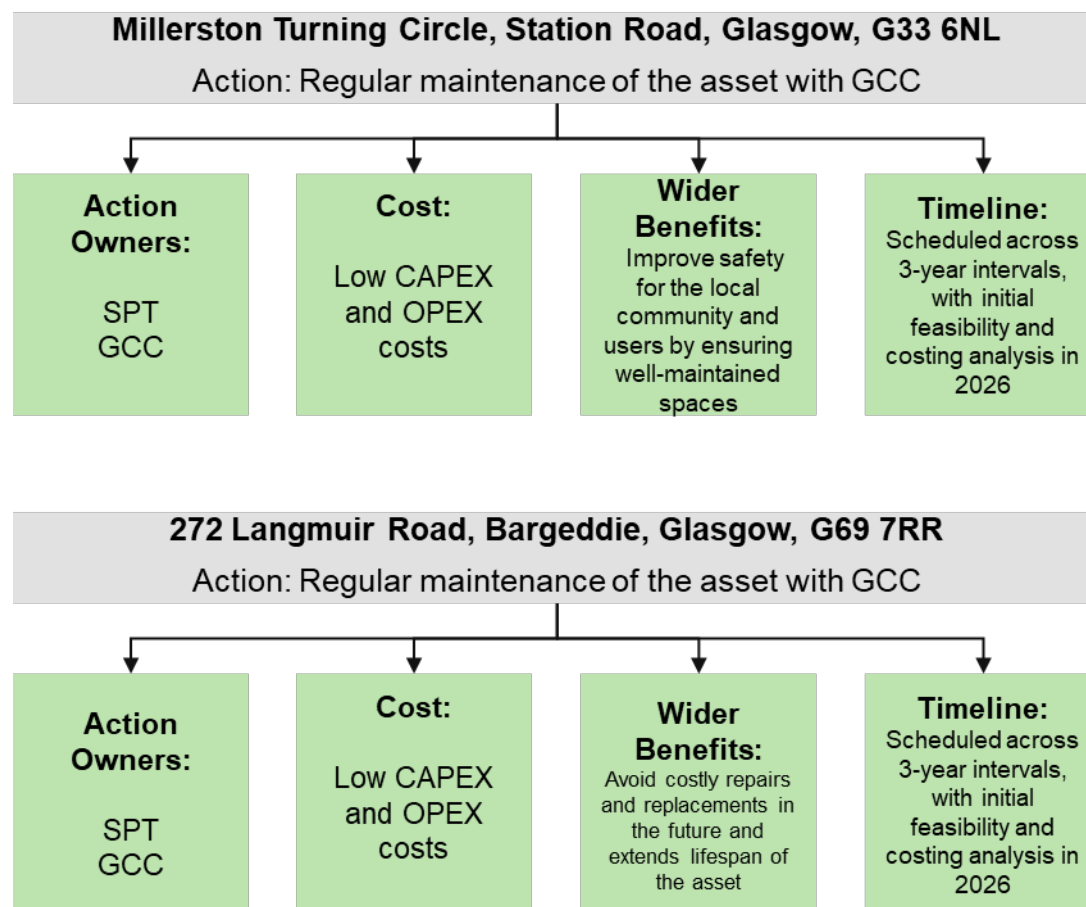 Millerston Turning Circle, Station Road, Glasgow, G33 6NL
Action: Regular maintenance of the asset with GCC
Action
Owners:
SPT
GCC
Cost:
Low CAPEX
and OPEX
costs
Wider
Benefits:
Improve safety
for the local
community and
users by ensuring
well-maintained
spaces
Timeline:
Scheduled across
3-year intervals,
with initial
feasibility and
costing analysis in
2026
272 Langmuir Road, Bargeddie, Glasgow, G69 7RR
Action: Regular maintenance of the asset with GCC
Action
Owners:
SPT
GCC
Cost:
Low CAPEX
and OPEX
costs
Wider
Benefits:
Avoid costly repairs
and replacements in
the future and
extends lifespan of
the asset
Timeline:
Scheduled across
3-year intervals,
with initial
feasibility and
costing analysis in
2026